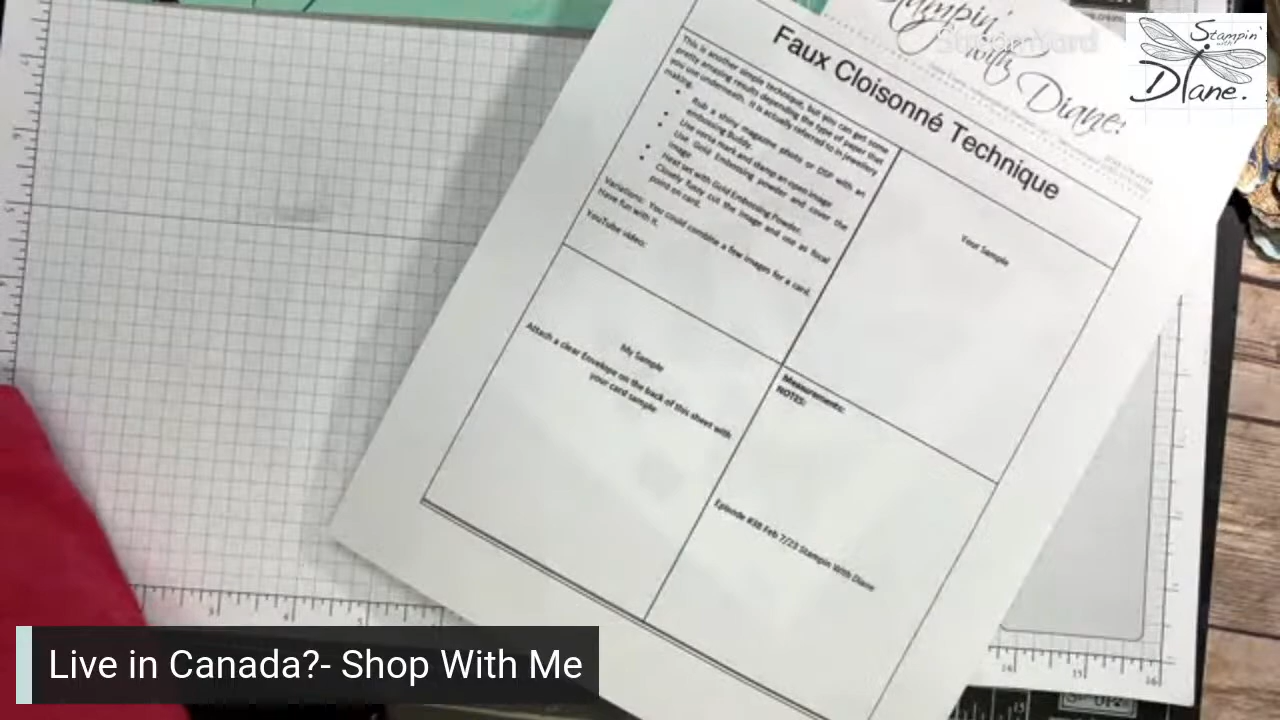 Stampin'
with
Diane.
Stampin'
with
Diane!
Faux Cloisonné Technique
This is another simple technique, but you can get some
pretty amazing results depending the type of paper that
you use underneath. It is actually referred to in jewellery
making.
Rub a shiny magazine photo or DSP with an
embossing Buddy.
Use versa mark and stamp an open image
Use Gold Embossing powder and cover the
image
Heat set with Gold Embossing Powder.
Closely fussy cut the image and use as focal
point on card.
Variations: You could combine a few images for a card.
Have fun with it.
YouTube video:
Your Sample
My Sample
Attach a clear Envelope on the back of this sheet with
your card sample
Measurements:
NOTES:
Episode #38 Feb 7/23 Stampin With Diane
3
4
5
14
15
16
Live in Canada?- Shop With Me